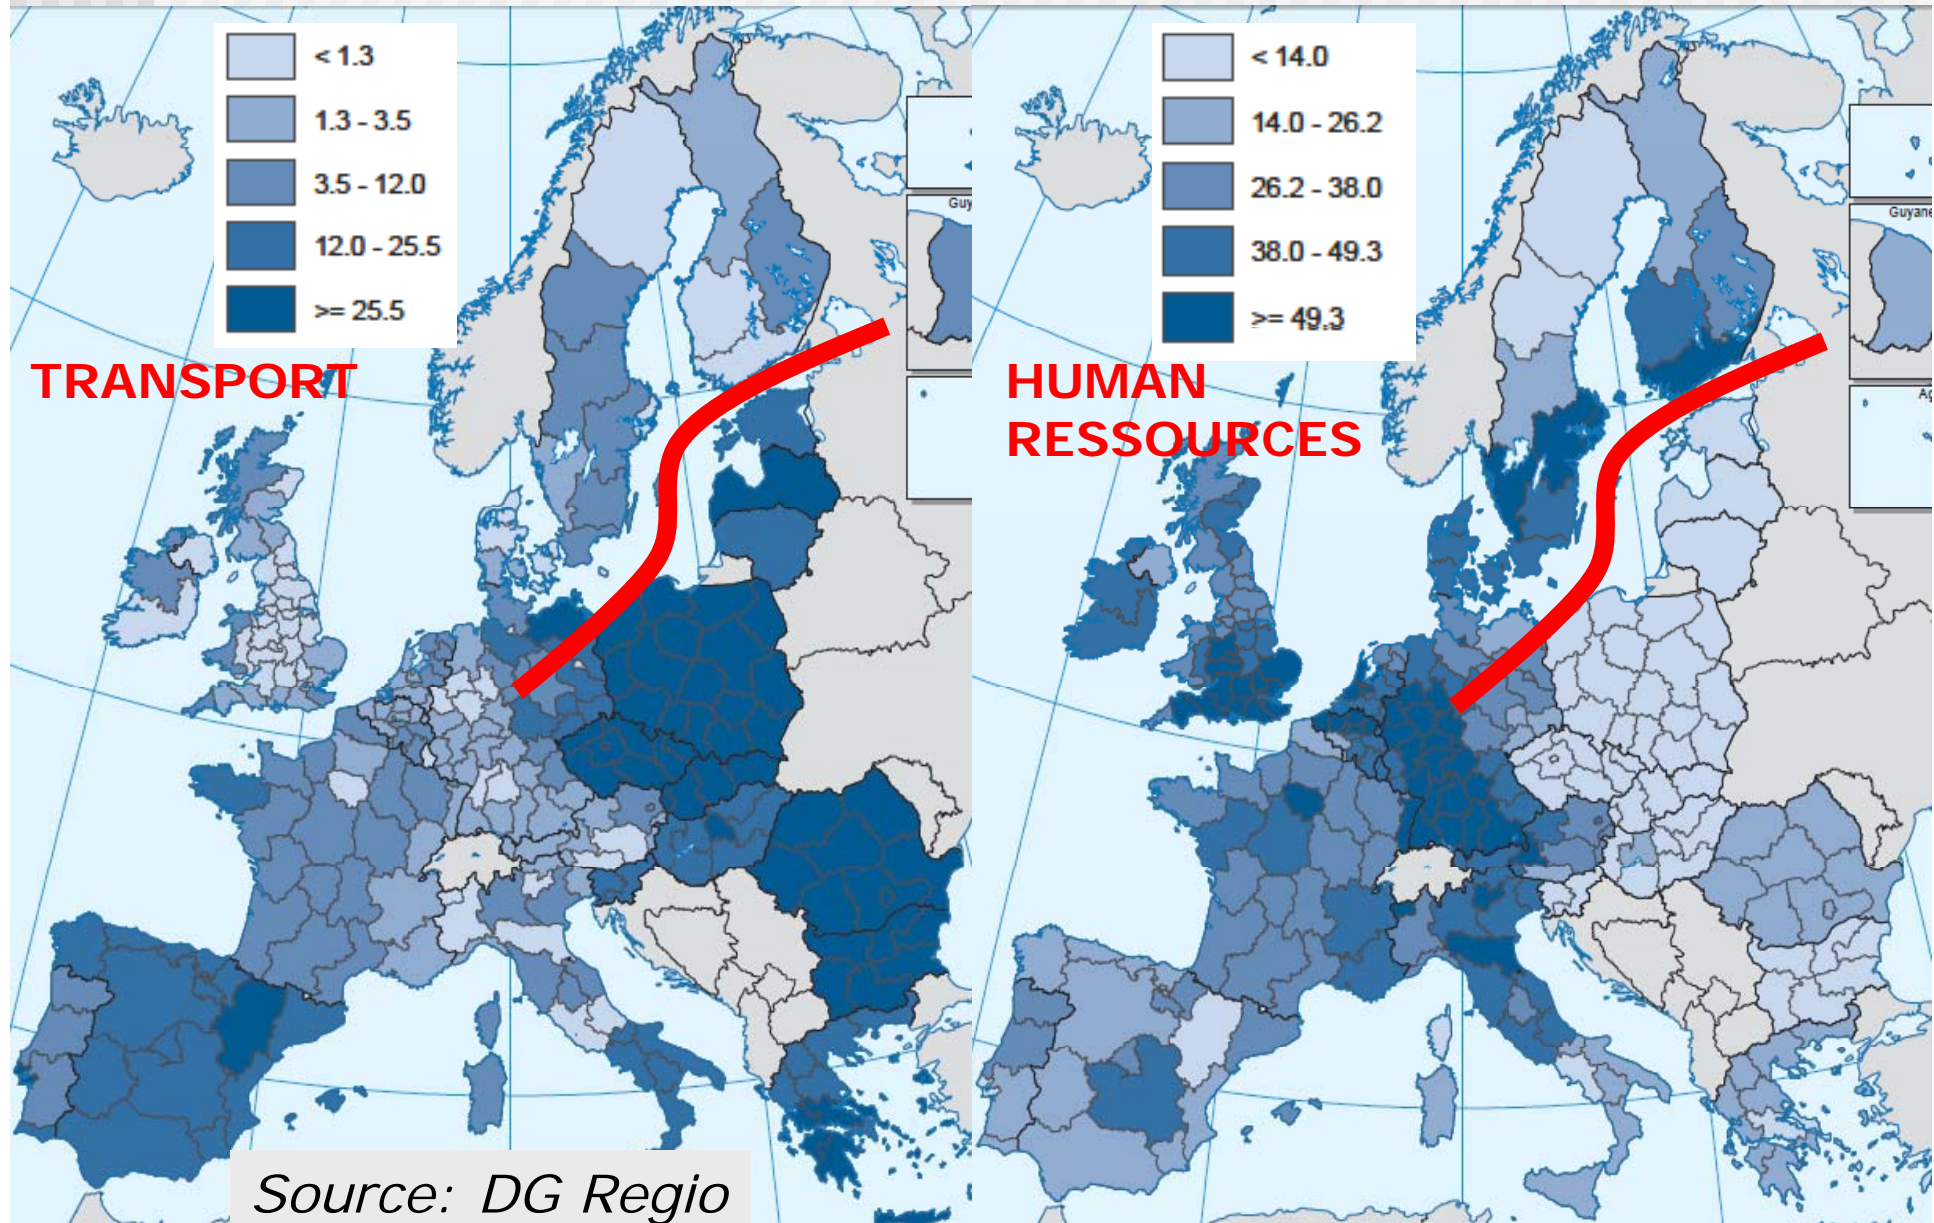 < 1.3
1.3 - 3.5
3.5 - 12.0
12.0 - 25.5
>= 25.5
TRANSPORT
Guy
Source: DG Regio
< 14.0
14.0 - 26.2
26.2 - 38.0
38.0 - 49.3
>= 49.3
HUMAN
RESSOURCES
Guyane